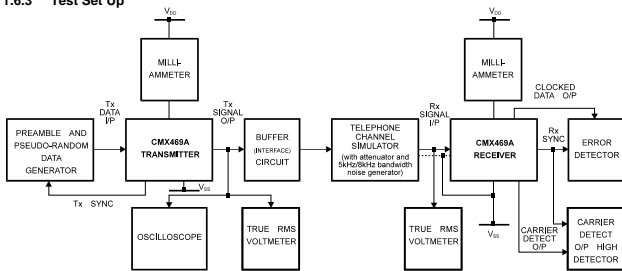 1.6.3 Test Set Up
VDD
MILLI-
AMMETER
Tx
DATA
I/P
Tx
SIGNAL
O/P
PREAMBLE AND
PSEUDO-RANDOM
DATA
GENERATOR
CMX469A
TRANSMITTER
BUFFER
(INTERFACE)
CIRCUIT
Tx SYNC
VSS
OSCILLOSCOPE
TRUE RMS
VOLTMETER
VDD
MILLI-
AMMETER
CLOCKED
DATA O/P
Rx
SIGNAL
I/P
Rx
SYNC
TELEPHONE
CHANNEL
SIMULATOR
(with attenuator and
5kHz/8kHz bandwidth
noise generator)
CMX469A
RECEIVER
ERROR
DETECTOR
VSS
TRUE RMS
VOLTMETER
CARRIER
DETECT
O/P
CARRIER
DETECT
O/P HIGH
DETECTOR